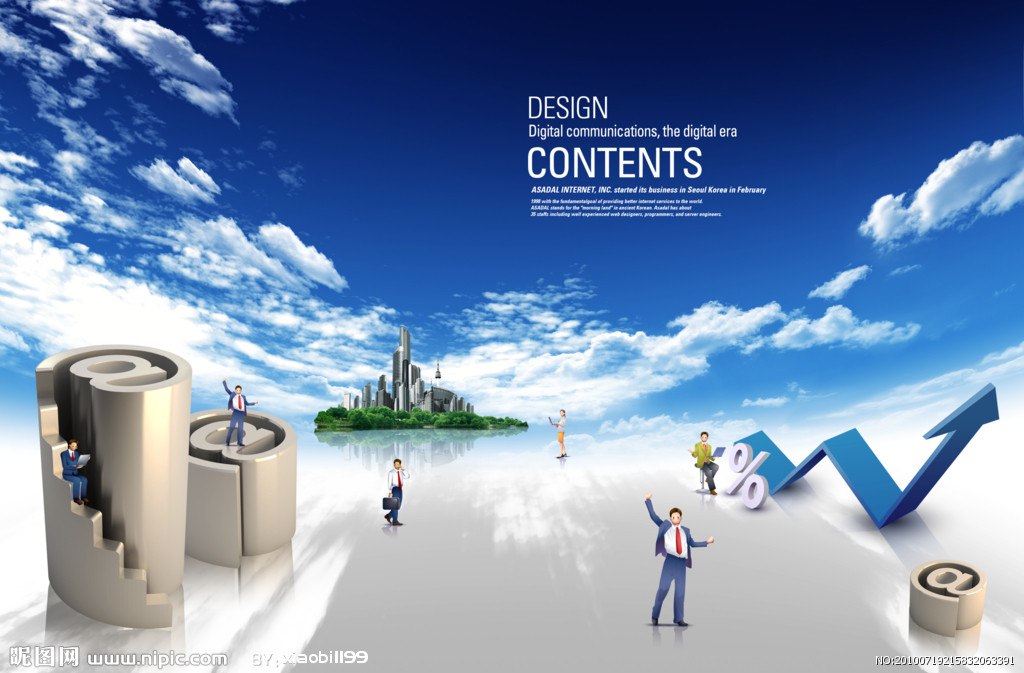 DESIGN
Digital communications, the digital era
CONTENTS
ASADAL INTERNET, INC. started its business in Seoul Korea in February
1998 with the fundamentalgoal of providing better internet services to the world.
ASADAL stands for the "morning land" in ancient Korean. Asadal has about
25 staffs including well experienced web designers, programmers, and server engineers.
@
@
%
@
昵图网 www.nipic.com BY:xiaobill99
NO:20100719215832063391